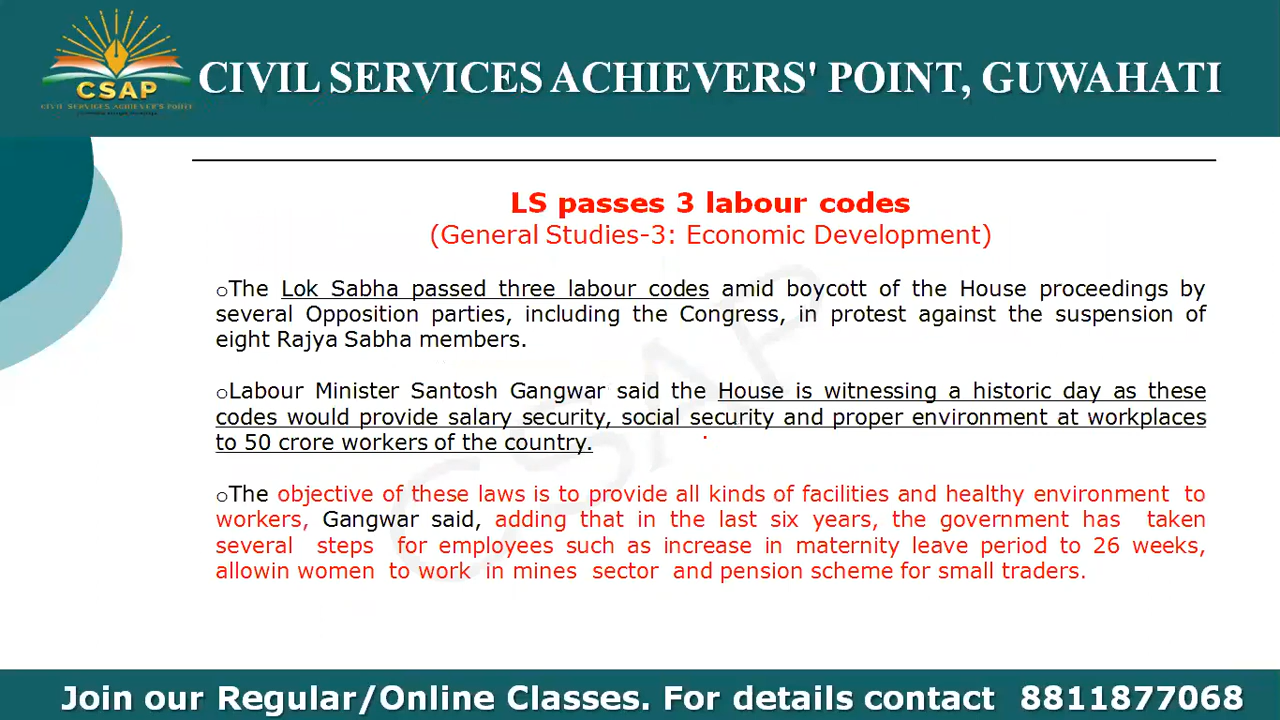 CSAP
CIVIL SERVICES ACHIEVER'S POINT
CIVIL SERVICES ACHIEVERS' POINT, GUWAHATI
LS passes 3 labour codes
(General Studies-3: Economic Development)
oThe Lok Sabha passed three labour codes amid boycott of the House proceedings by
several Opposition parties, including the Congress, in protest against the suspension of
eight Rajya Sabha members.
oLabour Minister Santosh Gangwar said the House is witnessing a historic day as these
codes would provide salary security, social security and proper environment at workplaces
to 50 crore workers of the country.
oThe objective of these laws is to provide all kinds of facilities and healthy environment to
workers, Gangwar said, adding that in the last six years, the government has taken
several steps for employees such as increase in maternity leave period to 26 weeks,
allowin women to work in mines sector and pension scheme for small traders.
CSAP
Join our Regular/Online Classes. For details contact 8811877068